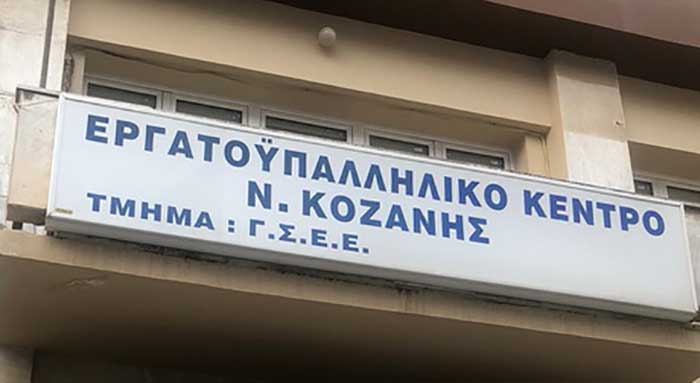 ΕΡΓΑΤΟΫΠΑΛΛΗΛΙΚΟ ΚΕΝΤΡΟ
Ν. ΚΟΖΑΝΗΣ
ΤΜΗΜΑ : Γ.Σ.Ε.Ε.